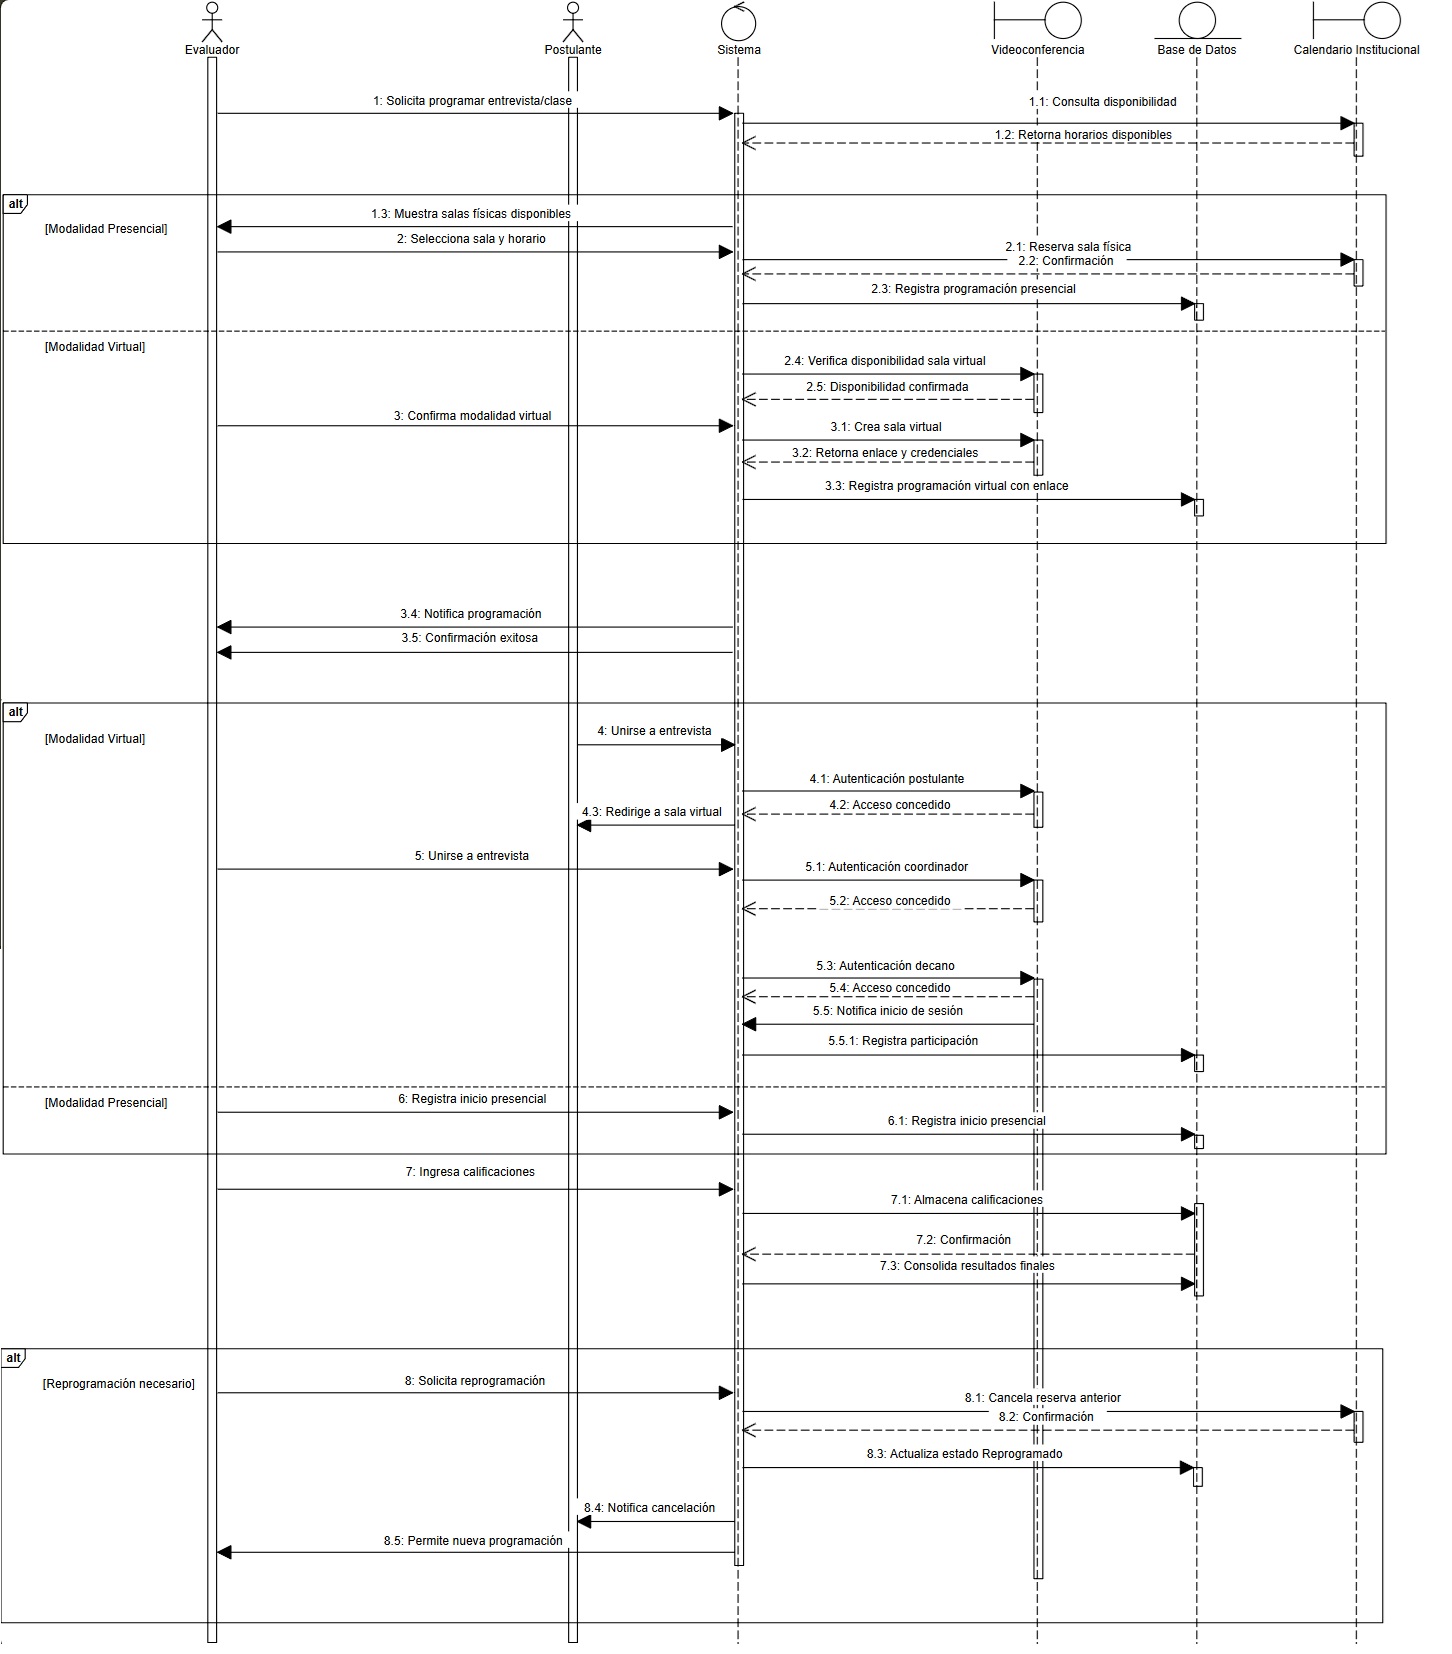 Evaluador
Postulante
Sistema
Videoconferencia
Base de Datos
Calendario Institucional
1: Solicita programar entrevista/clase
1.1: Consulta disponibilidad
1.2: Retorna horarios disponibles
alt
[Modalidad Presencial]
1.3: Muestra salas físicas disponibles
2: Selecciona sala y horario
2.1: Reserva sala física
2.2: Confirmación
2.3: Registra programación presencial
[Modalidad Virtual]
2.4: Verifica disponibilidad sala virtual
2.5: Disponibilidad confirmada
3: Confirma modalidad virtual
3.1: Crea sala virtual
3.2: Retorna enlace y credenciales
3.3: Registra programación virtual con enlace
3.4: Notifica programación
3.5: Confirmación exitosa
alt
[Modalidad Virtual]
4: Unirse a entrevista
4.1: Autenticación postulante
4.2: Acceso concedido
4.3: Redirige a sala virtual
5: Unirse a entrevista
5.1: Autenticación coordinador
5.2: Acceso concedido
5.3: Autenticación decano
5.4: Acceso concedido
5.5: Notifica inicio de sesión
5.5.1: Registra participación
[Modalidad Presencial]
6: Registra inicio presencial
6.1: Registra inicio presencial
7: Ingresa calificaciones
7.1: Almacena calificaciones
7.2: Confirmación
7.3: Consolida resultados finales
alt
[Reprogramación necesario]
8: Solicita reprogramación
8.1: Cancela reserva anterior
8.2: Confirmación
8.3: Actualiza estado Reprogramado
8.4: Notifica cancelación
8.5: Permite nueva programación